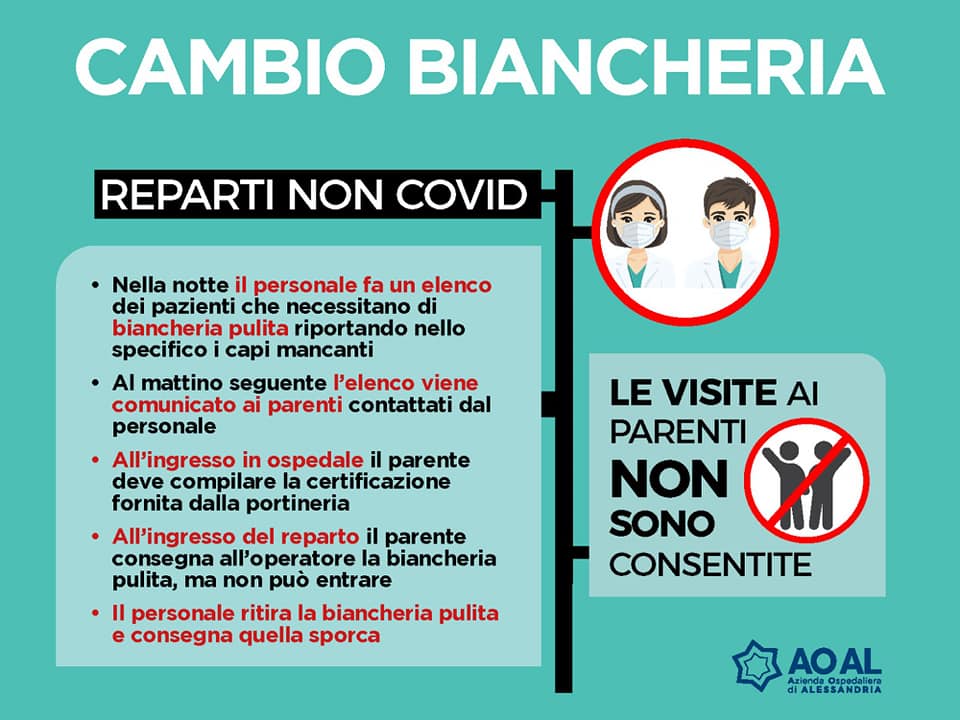 CAMBIO BIANCHERIA
REPARTI NON COVID
• Nella notte il personale fa un elenco
dei pazienti che necessitano di
biancheria pulita riportando nello
specifico i capi mancanti
• Al mattino seguente l'elenco viene
comunicato ai parenti contattati dal
personale
• All'ingresso in ospedale il parente
deve compilare la certificazione
fornita dalla portineria
• All'ingresso del reparto il parente
consegna all'operatore la biancheria
pulita, ma non può entrare
• Il personale ritira la biancheria pulita
e consegna quella sporca
LE VISITE AI
PARENTI
NON
SONO
CONSENTITE
AO AL
Azienda Ospedaliera
di ALESSANDRIA